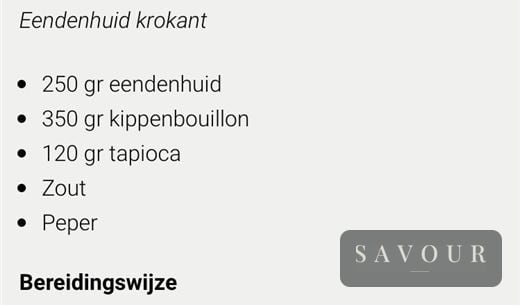 Eendenhuid krokant
• 250 gr eendenhuid
• 350 gr kippenbouillon
• 120 gr tapioca
• Zout
• Peper
SAVOUR
Bereidingswijze